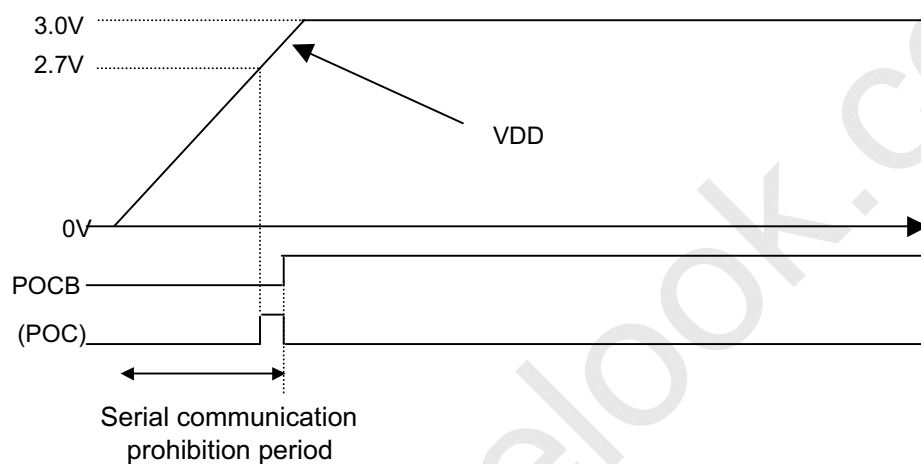 3.0V
2.7V
VDD
0V
POCB
(POC)
Serial communication
prohibition period